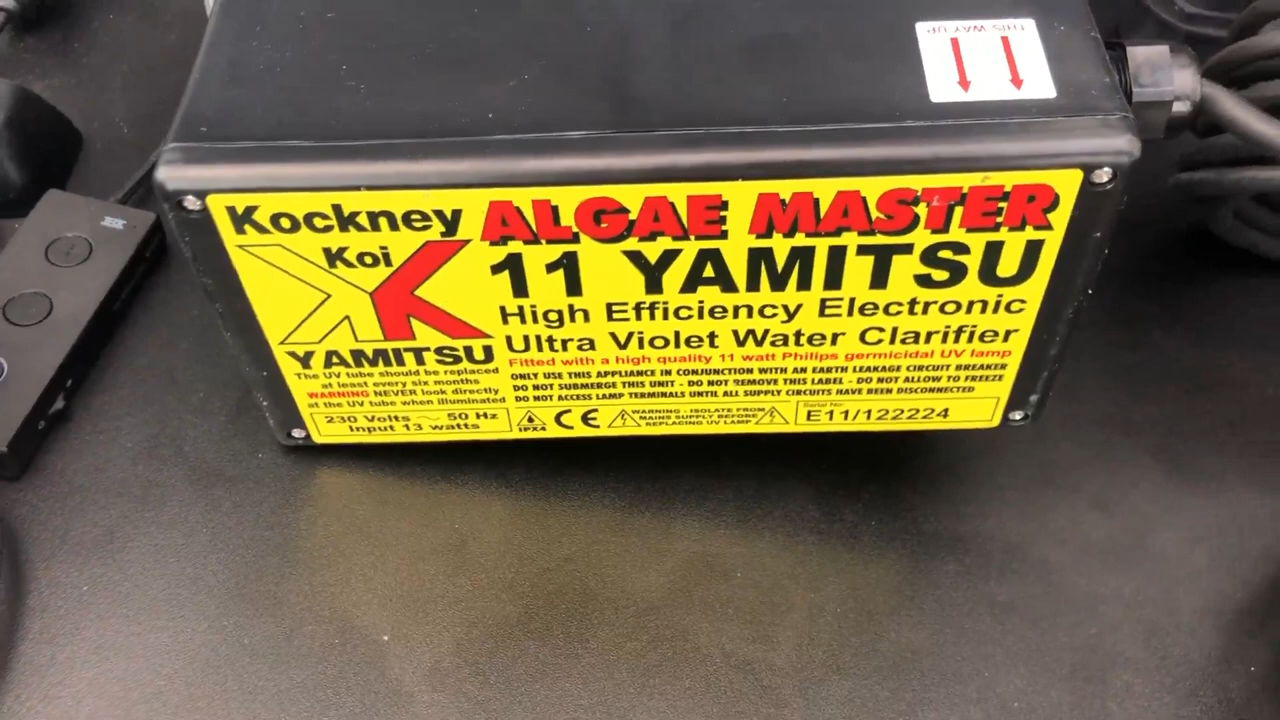 THIS WAY UP
Kockney
Koi
YAMITSU
The UV tube should be replaced
at least every six months
WARNING NEVER look directly
at the UV tube when illuminated
230 Volts ~ 50 Hz
Input 13 watts
ALGAE MASTER
11 YAMITSU
High Efficiency Electronic
Ultra Violet Water Clarifier
Fitted with a high quality 11 watt Philips germicidal UV lamp
ONLY USE THIS APPLIANCE IN CONJUNCTION WITH AN EARTH LEAKAGE CIRCUIT BREAKER
DO NOT SUBMERGE THIS UNIT - DO NOT REMOVE THIS LABEL - DO NOT ALLOW TO FREEZE
DO NOT ACCESS LAMP TERMINALS UNTIL ALL SUPPLY CIRCUITS HAVE BEEN DISCONNECTED
IPX4
CE
WARNING - ISOLATE FROM
MAINS SUPPLY BEFORE
REPLACING UV LAMP
Serial No:
E11/122224